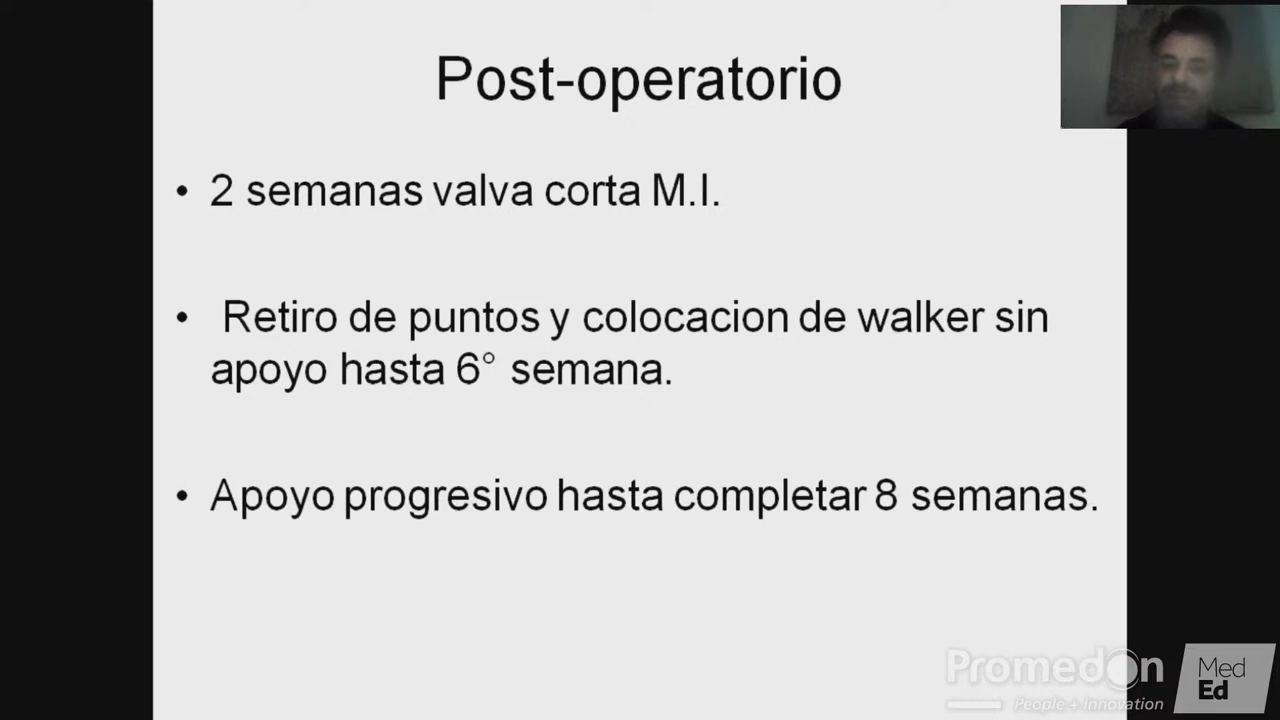 Post-operatorio
• 2 semanas valva corta M.I.
• Retiro de puntos y colocacion de walker sin
apoyo hasta 6° semana.
• Apoyo progresivo hasta completar 8 semanas.
Promedon
People + Innovation
Med
Ed